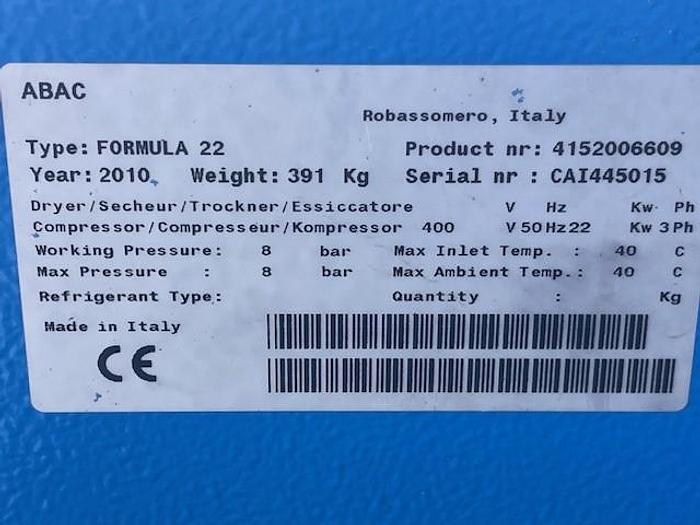 ABAC
Robassomero, Italy
Type: FORMULA 22 Product nr: 4152006609
Year: 2010 Weight: 391 Kg Serial nr : CAI445015
Dryer/Secheur/Trockner/Essiccatore V Hz Kw Ph
Compressor/Compresseur/Kompressor 400 V 50 Hz 22 Kw 3 Ph
Working Pressure: 8 bar Max Inlet Temp. : 40 C
Max Pressure : 8 bar Max Ambient Temp.: 40 C
Refrigerant Type: Quantity : Kg
Made in Italy
CE